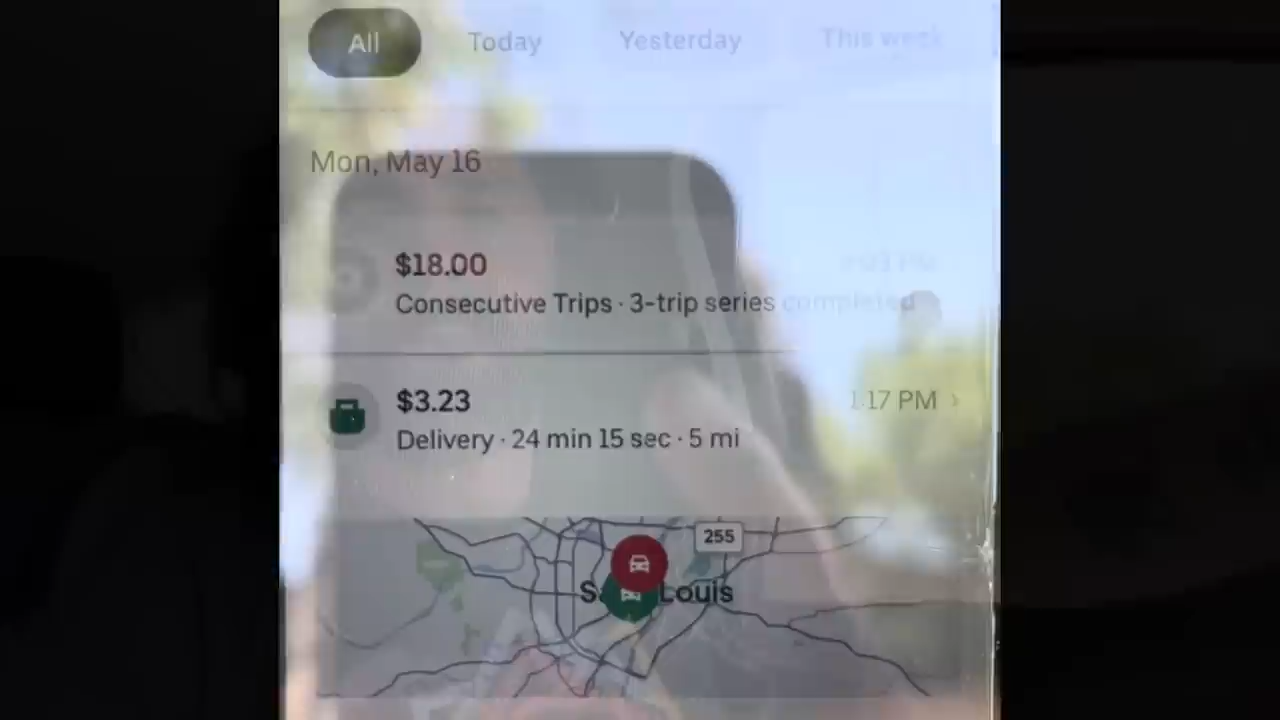 All Today Yesterday This week
Mon, May 16
$18.00
Consecutive Trips · 3-trip series completed
$3.23 1:17 PM
Delivery · 24 min 15 sec · 5 mi
255
Louis